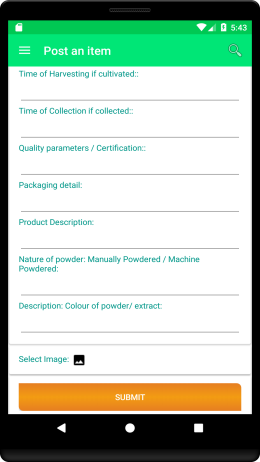 5:43
Post an item
Time of Harvesting if cultivated::
Time of Collection if collected::
Quality parameters / Certification::
Packaging detail:
Product Description:
Nature of powder: Manually Powdered / Machine
Powdered:
Description: Colour of powder/ extract:
Select Image:
SUBMIT